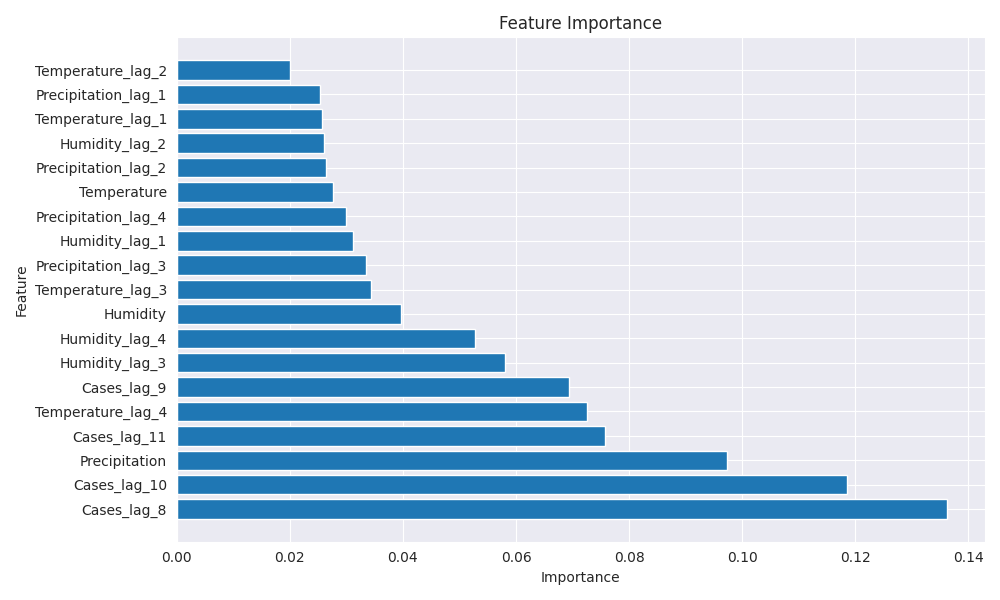 Feature Importance
Feature
Temperature_lag_2
Precipitation_lag_1
Temperature_lag_1
Humidity_lag_2
Precipitation_lag_2
Temperature
Precipitation_lag_4
Humidity_lag_1
Precipitation_lag_3
Temperature_lag_3
Humidity
Humidity_lag_4
Humidity_lag_3
Cases_lag_9
Temperature_lag_4
Cases_lag_11
Precipitation
Cases_lag_10
Cases_lag_8
0.00 0.02 0.04 0.06 0.08 0.10 0.12 0.14
Importance